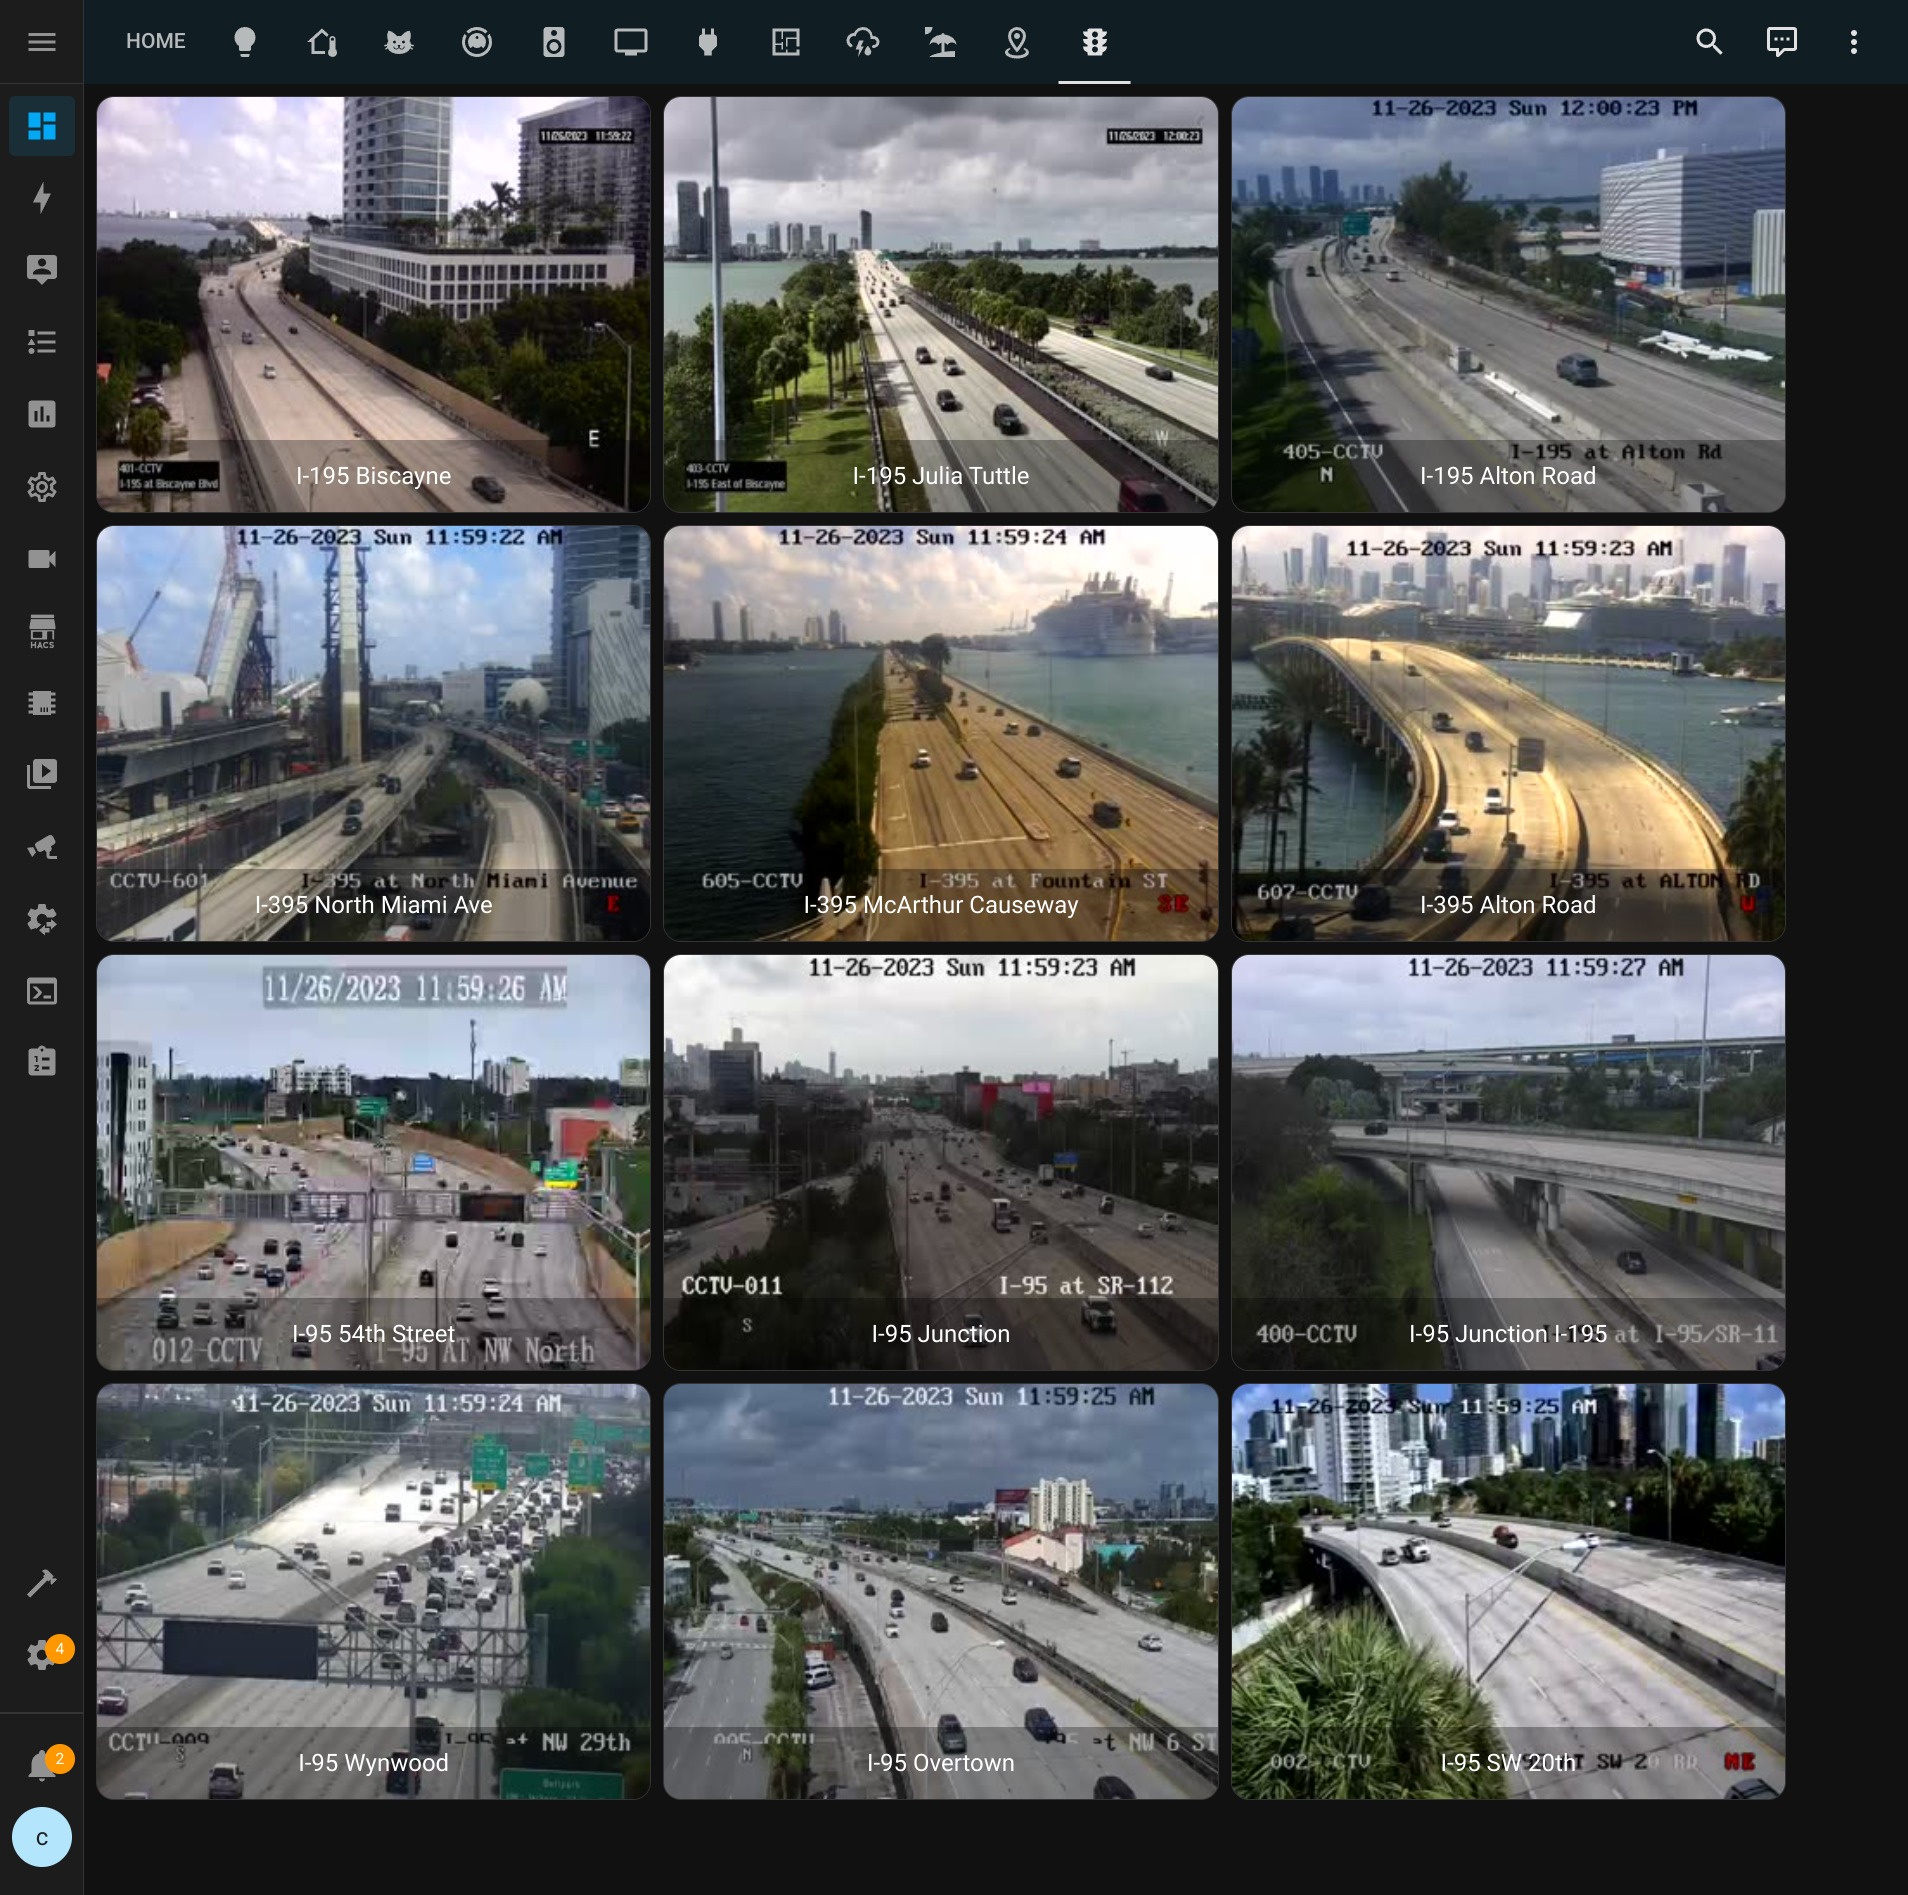 HOME
11/26/2023 11:59:22
E
401-CCTV
I-195 at Biscayne Blvd
I-195 Biscayne
11/26/2023 12:00:23
W
403-CCTV
I-195 East of Biscayne
I-195 Julia Tuttle
11-26-2023 Sun 12:00:23 PM
405-CCTV I-195 at Alton Rd
N
I-195 Alton Road
11-26-2023 Sun 11:59:22 AM
CCTV-601 I-395 at North Miami Avenue
E
I-395 North Miami Ave
11-26-2023 Sun 11:59:24 AM
605-CCTV I-395 at Fountain ST
SE
I-395 McArthur Causeway
11-26-2023 Sun 11:59:23 AM
607-CCTV I-395 at ALTON RD
W
I-395 Alton Road
11/26/2023 11:59:26 AM
I-95 54th Street
012-CCTV I-95 AT NW North
11-26-2023 Sun 11:59:23 AM
CCTV-011 I-95 at SR-112
S
I-95 Junction
11-26-2023 11:59:27 AM
400-CCTV at I-95/SR-11
I-95 Junction I-195
11-26-2023 Sun 11:59:24 AM
CCTV-009 I-95 at NW 29th
S
I-95 Wynwood
11-26-2023 Sun 11:59:25 AM
005-CCTV at NW 6 ST
N
I-95 Overtown
11-26-2023 Sun 11:59:25 AM
002-CCTV SW 20 RD NE
I-95 SW 20th
HACS
4
2
C